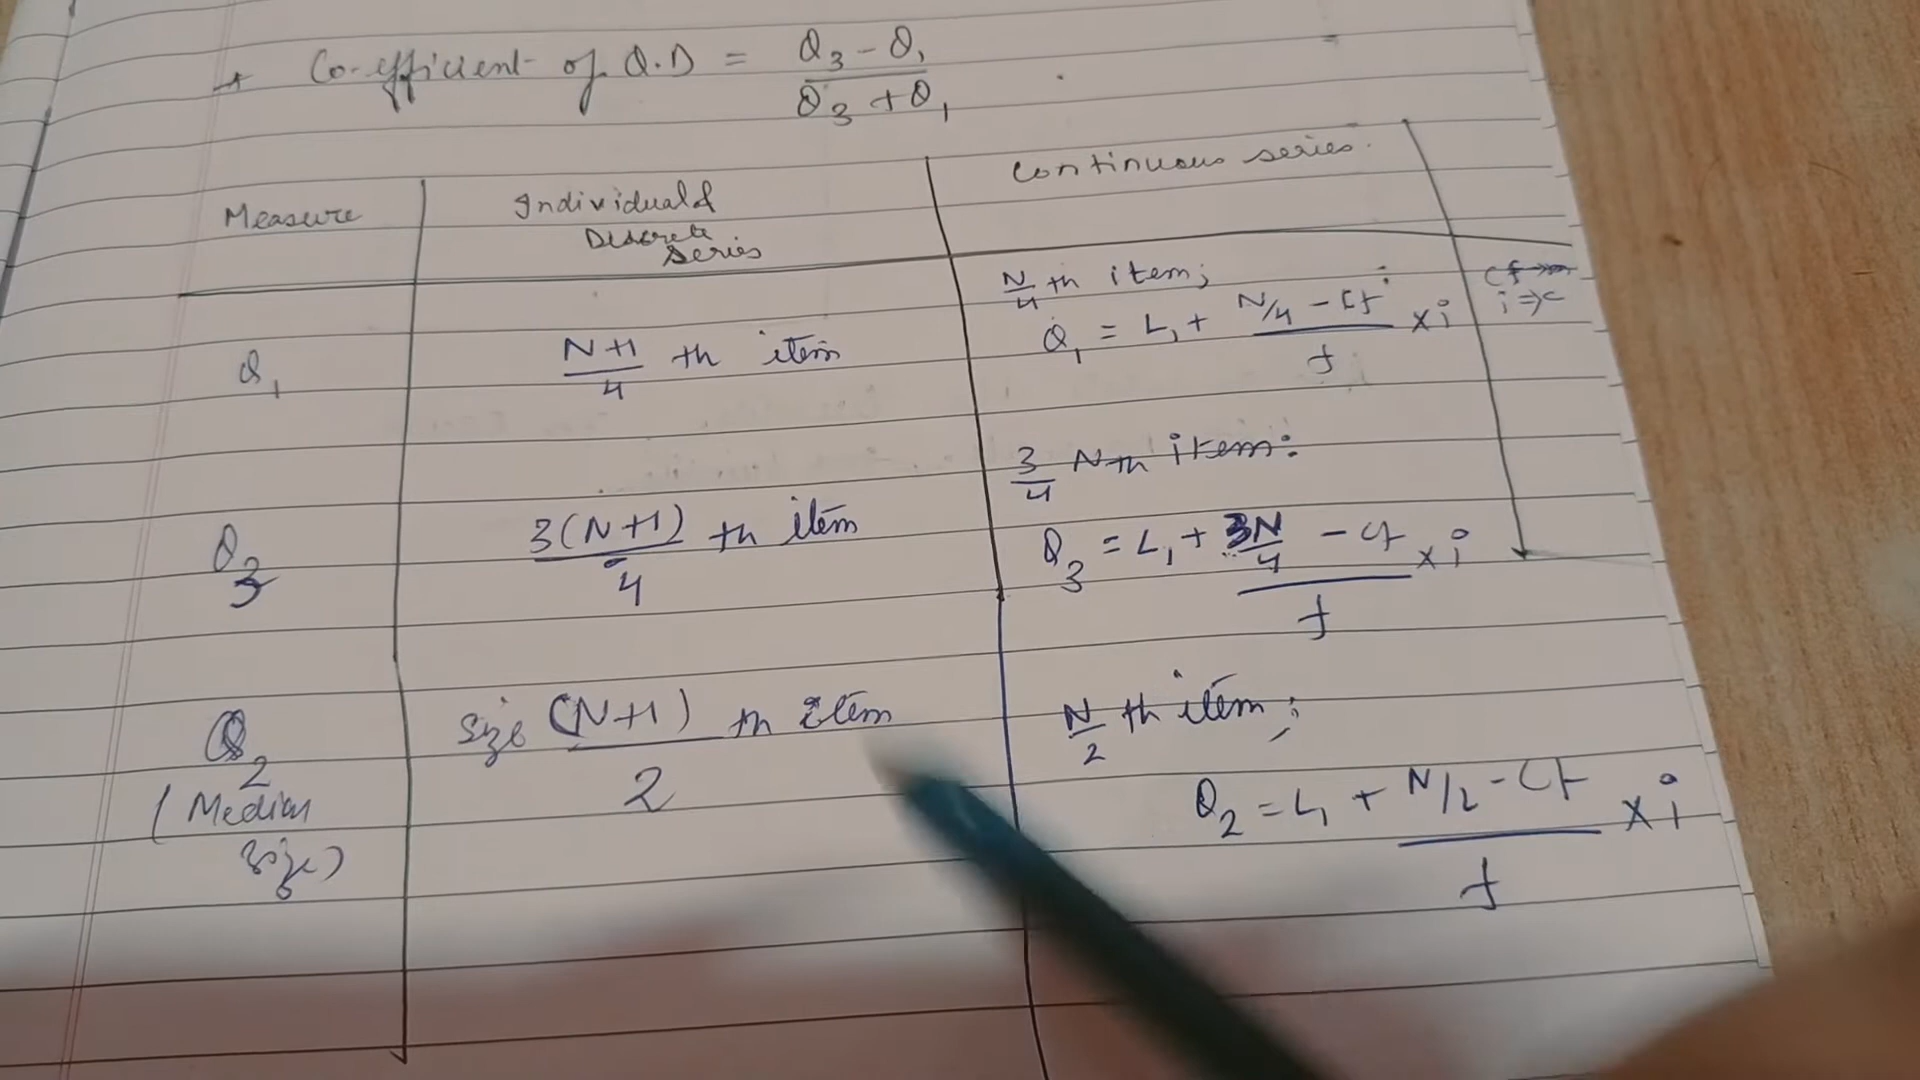 * Co-efficient of Q.D = Q3 - Q1 / Q3 + Q1
Measure
Individual &
Discrete
Series
Continuous series.
Q1
N+1/4 th item
N/4 th item;
Q1 = L1 + N/4 - Cf / f × i
cf
i => c
Q3
3(N+1)/4 th item
3/4 Nth item:
Q3 = L1 + 3N/4 - Cf / f × i
Q2
(Median
Size)
Size (N+1)/2 th item
N/2 th item;
Q2 = L1 + N/2 - Cf / f × i